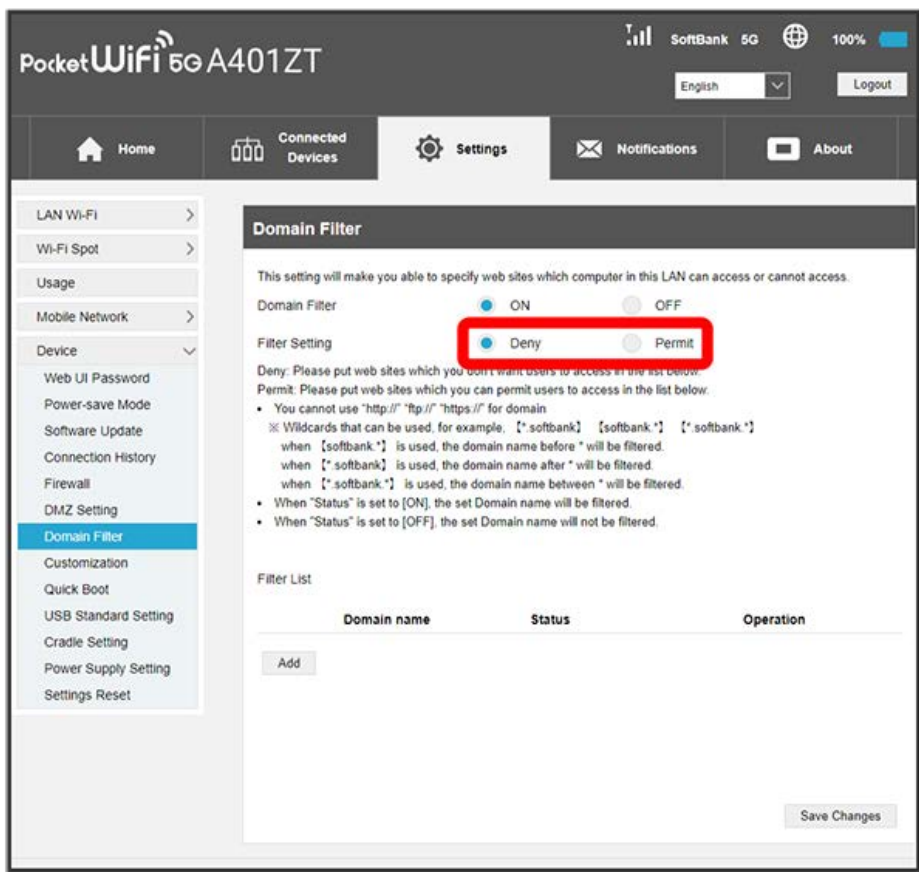 PocketWiFi 5G A401ZT
SoftBank 5G 100%
English
Logout
Home
Connected
Devices
Settings
Notifications
About
LAN Wi-Fi
Wi-Fi Spot
Usage
Mobile Network
Device
Web UI Password
Power-save Mode
Software Update
Connection History
Firewall
DMZ Setting
Domain Filter
Customization
Quick Boot
USB Standard Setting
Cradle Setting
Power Supply Setting
Settings Reset
Domain Filter
This setting will make you able to specify web sites which computer in this LAN can access or cannot access.
Domain Filter ON OFF
Filter Setting Deny Permit
Deny: Please put web sites which you don't want users to access in the list below.
Permit: Please put web sites which you can permit users to access in the list below.
• You cannot use "http://" "ftp://" "https://" for domain
※ Wildcards that can be used, for example, 【*.softbank】 【softbank.*】 【*.softbank.*】
when 【softbank.*】 is used, the domain name before * will be filtered.
when 【*.softbank】 is used, the domain name after * will be filtered.
when 【*.softbank.*】 is used, the domain name between * will be filtered.
• When "Status" is set to [ON], the set Domain name will be filtered.
• When "Status" is set to [OFF], the set Domain name will not be filtered.
Filter List
Domain name Status Operation
Add
Save Changes